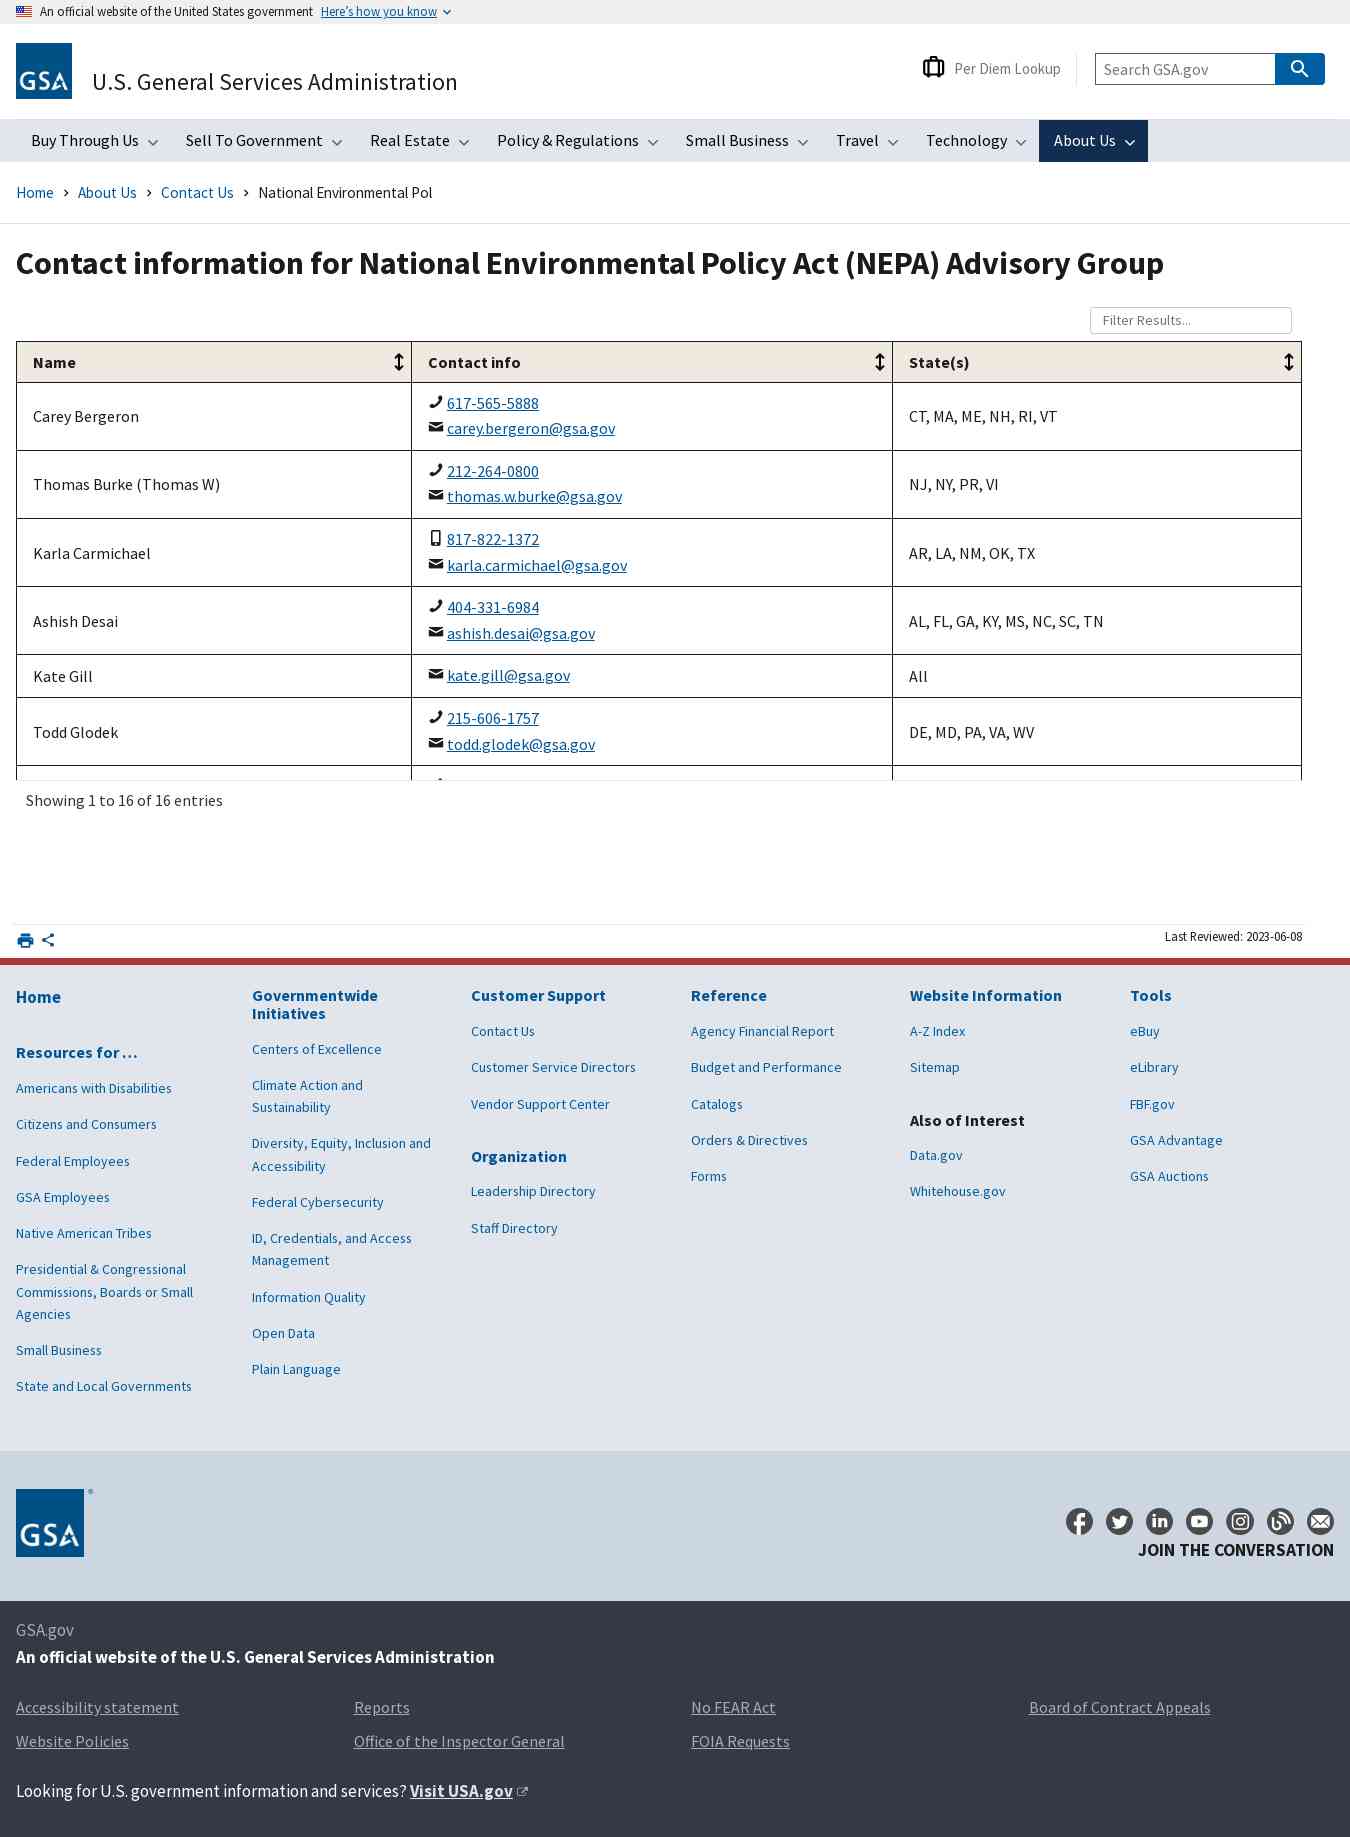 An official website of the United States government Here's how you know
GSA
U.S. General Services Administration
Per Diem Lookup
Search GSA.gov
Buy Through Us Sell To Government Real Estate Policy & Regulations Small Business Travel Technology About Us
Home › About Us › Contact Us › National Environmental Pol
Contact information for National Environmental Policy Act (NEPA) Advisory Group
Filter Results...
Name Contact info State(s)
Carey Bergeron
617-565-5888
carey.bergeron@gsa.gov
CT, MA, ME, NH, RI, VT
Thomas Burke (Thomas W)
212-264-0800
thomas.w.burke@gsa.gov
NJ, NY, PR, VI
Karla Carmichael
817-822-1372
karla.carmichael@gsa.gov
AR, LA, NM, OK, TX
Ashish Desai
404-331-6984
ashish.desai@gsa.gov
AL, FL, GA, KY, MS, NC, SC, TN
Kate Gill
kate.gill@gsa.gov
All
Todd Glodek
215-606-1757
todd.glodek@gsa.gov
DE, MD, PA, VA, WV
Showing 1 to 16 of 16 entries
Last Reviewed: 2023-06-08
Home
Resources for …
Americans with Disabilities
Citizens and Consumers
Federal Employees
GSA Employees
Native American Tribes
Presidential & Congressional
Commissions, Boards or Small
Agencies
Small Business
State and Local Governments
Governmentwide
Initiatives
Centers of Excellence
Climate Action and
Sustainability
Diversity, Equity, Inclusion and
Accessibility
Federal Cybersecurity
ID, Credentials, and Access
Management
Information Quality
Open Data
Plain Language
Customer Support
Contact Us
Customer Service Directors
Vendor Support Center
Organization
Leadership Directory
Staff Directory
Reference
Agency Financial Report
Budget and Performance
Catalogs
Orders & Directives
Forms
Website Information
A-Z Index
Sitemap
Also of Interest
Data.gov
Whitehouse.gov
Tools
eBuy
eLibrary
FBF.gov
GSA Advantage
GSA Auctions
GSA®
JOIN THE CONVERSATION
GSA.gov
An official website of the U.S. General Services Administration
Accessibility statement Reports No FEAR Act Board of Contract Appeals
Website Policies Office of the Inspector General FOIA Requests
Looking for U.S. government information and services? Visit USA.gov